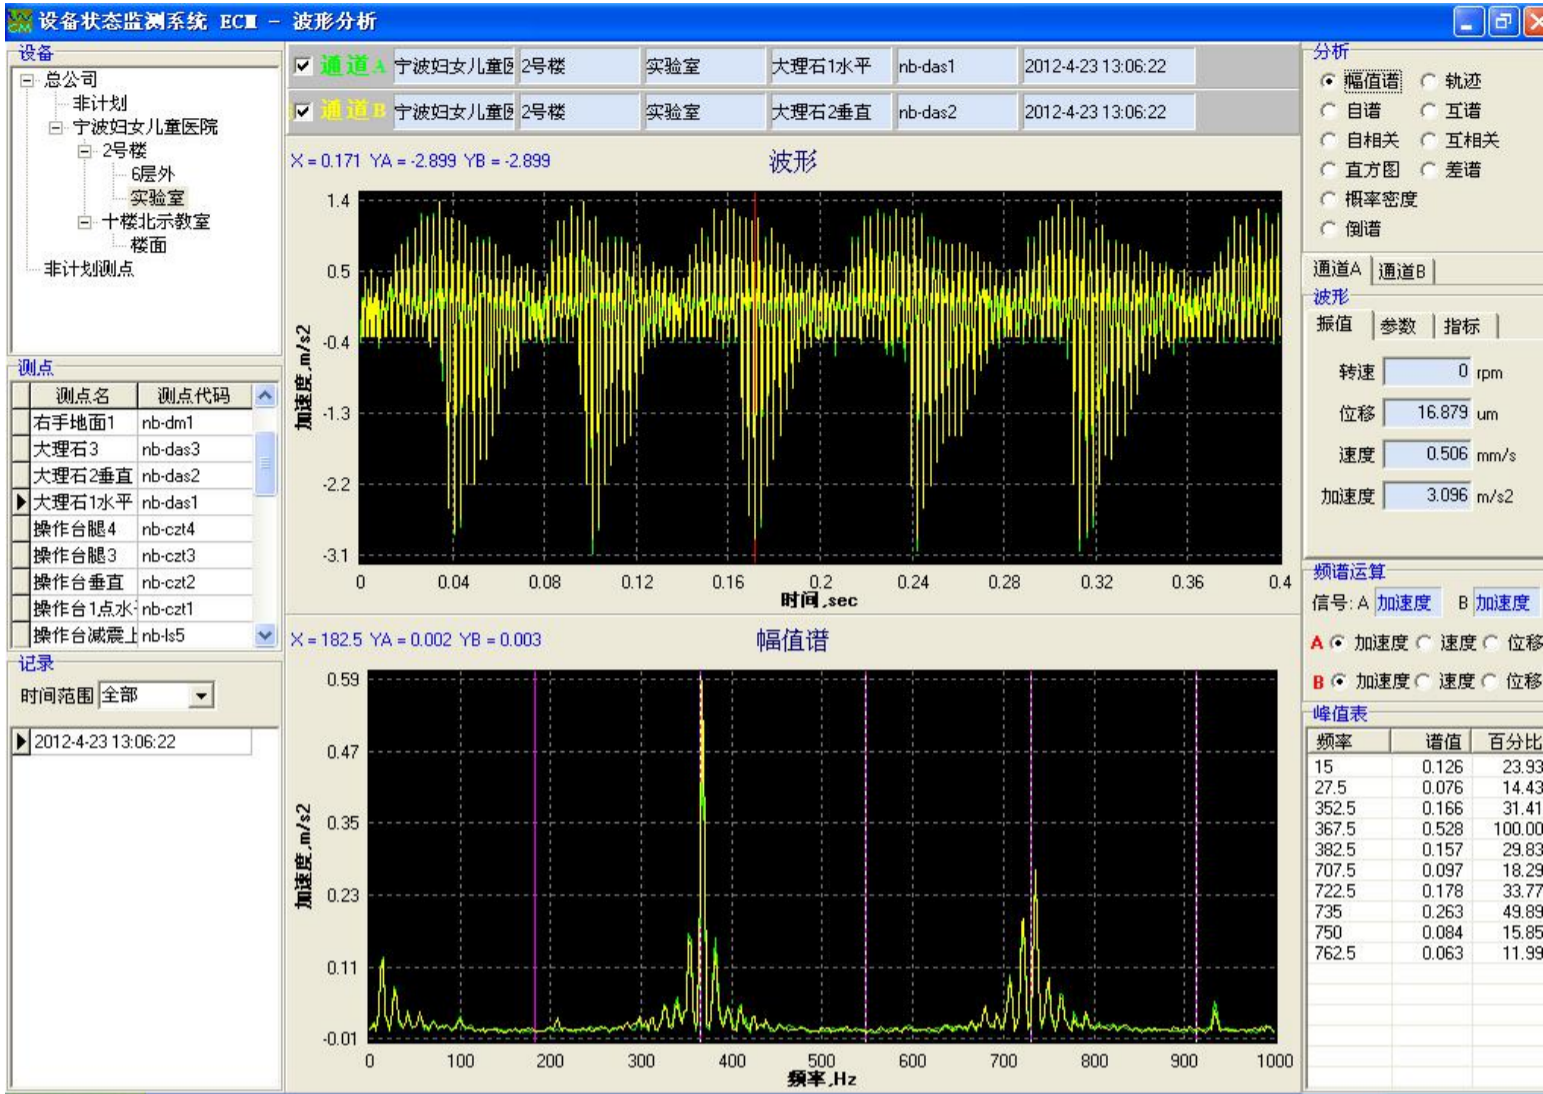 设备状态监测系统 ECM - 波形分析
设备
总公司
非计划
宁波妇女儿童医院
2号楼
6层外
实验室
十楼北示教室
楼面
非计划测点
测点
测点名 测点代码
右手地面1 nb-dm1
大理石3 nb-das3
大理石2垂直 nb-das2
大理石1水平 nb-das1
操作台腿4 nb-czt4
操作台腿3 nb-czt3
操作台垂直 nb-czt2
操作台1点水 nb-czt1
操作台减震上 nb-ls5
记录
时间范围 全部
2012-4-23 13:06:22
通道A 宁波妇女儿童医 2号楼 实验室 大理石1水平 nb-das1 2012-4-23 13:06:22
通道B 宁波妇女儿童医 2号楼 实验室 大理石2垂直 nb-das2 2012-4-23 13:06:22
X = 0.171 YA = -2.899 YB = -2.899 波形
加速度,m/s2
1.4
0.5
-0.4
-1.3
-2.2
-3.1
0 0.04 0.08 0.12 0.16 0.2 0.24 0.28 0.32 0.36 0.4
时间,sec
X = 182.5 YA = 0.002 YB = 0.003 幅值谱
加速度,m/s2
0.59
0.47
0.35
0.23
0.11
-0.01
0 100 200 300 400 500 600 700 800 900 1000
频率,Hz
分析
幅值谱 轨迹
自谱 互谱
自相关 互相关
直方图 差谱
概率密度
倒谱
通道A 通道B
波形
振值 参数 指标
转速 0 rpm
位移 16.879 um
速度 0.506 mm/s
加速度 3.096 m/s2
频谱运算
信号: A 加速度 B 加速度
A 加速度 速度 位移
B 加速度 速度 位移
峰值表
频率 谱值 百分比
15 0.126 23.93
27.5 0.076 14.43
352.5 0.166 31.41
367.5 0.528 100.00
382.5 0.157 29.83
707.5 0.097 18.29
722.5 0.178 33.77
735 0.263 49.89
750 0.084 15.85
762.5 0.063 11.99